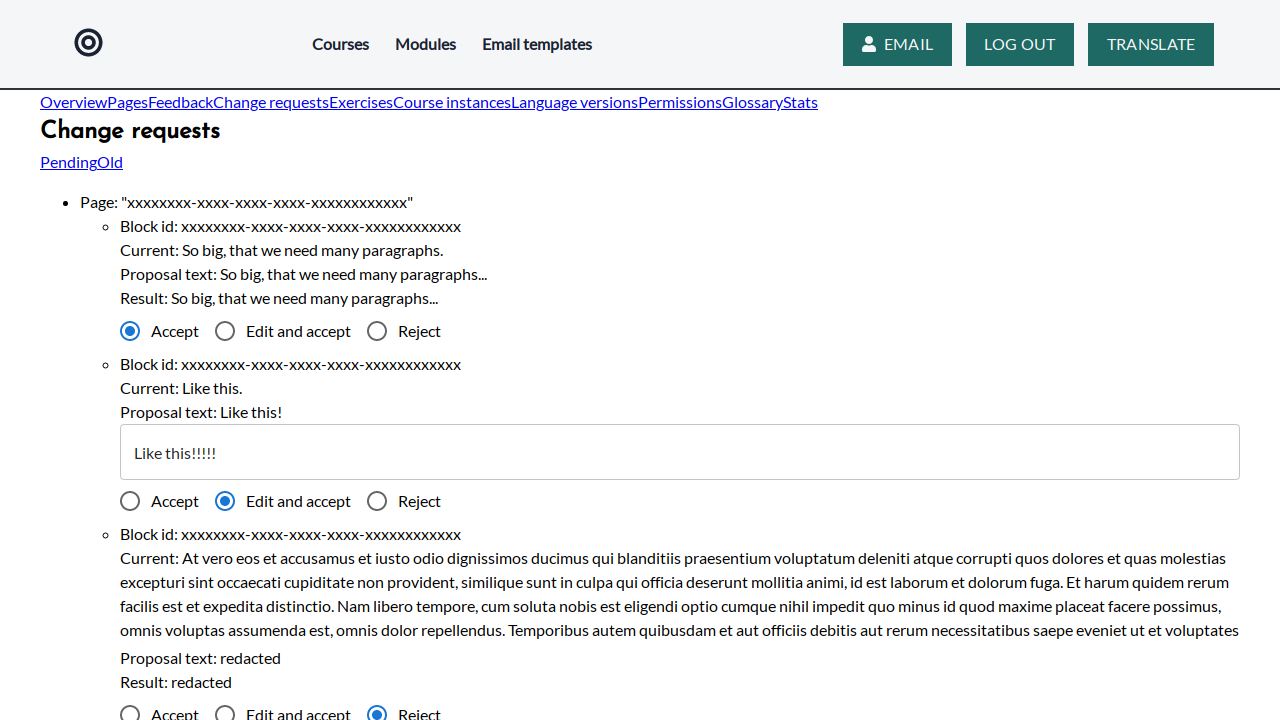 Courses Modules Email templates EMAIL LOG OUT TRANSLATE
OverviewPagesFeedbackChange requestsExercisesCourse instancesLanguage versionsPermissionsGlossaryStats
Change requests
PendingOld
Page: "xxxxxxxx-xxxx-xxxx-xxxx-xxxxxxxxxxxx"
Block id: xxxxxxxx-xxxx-xxxx-xxxx-xxxxxxxxxxxx
Current: So big, that we need many paragraphs.
Proposal text: So big, that we need many paragraphs...
Result: So big, that we need many paragraphs...
Accept Edit and accept Reject
Block id: xxxxxxxx-xxxx-xxxx-xxxx-xxxxxxxxxxxx
Current: Like this.
Proposal text: Like this!
Like this!!!!!
Accept Edit and accept Reject
Block id: xxxxxxxx-xxxx-xxxx-xxxx-xxxxxxxxxxxx
Current: At vero eos et accusamus et iusto odio dignissimos ducimus qui blanditiis praesentium voluptatum deleniti atque corrupti quos dolores et quas molestias
excepturi sint occaecati cupiditate non provident, similique sunt in culpa qui officia deserunt mollitia animi, id est laborum et dolorum fuga. Et harum quidem rerum
facilis est et expedita distinctio. Nam libero tempore, cum soluta nobis est eligendi optio cumque nihil impedit quo minus id quod maxime placeat facere possimus,
omnis voluptas assumenda est, omnis dolor repellendus. Temporibus autem quibusdam et aut officiis debitis aut rerum necessitatibus saepe eveniet ut et voluptates
Proposal text: redacted
Result: redacted
Accept Edit and accept Reject